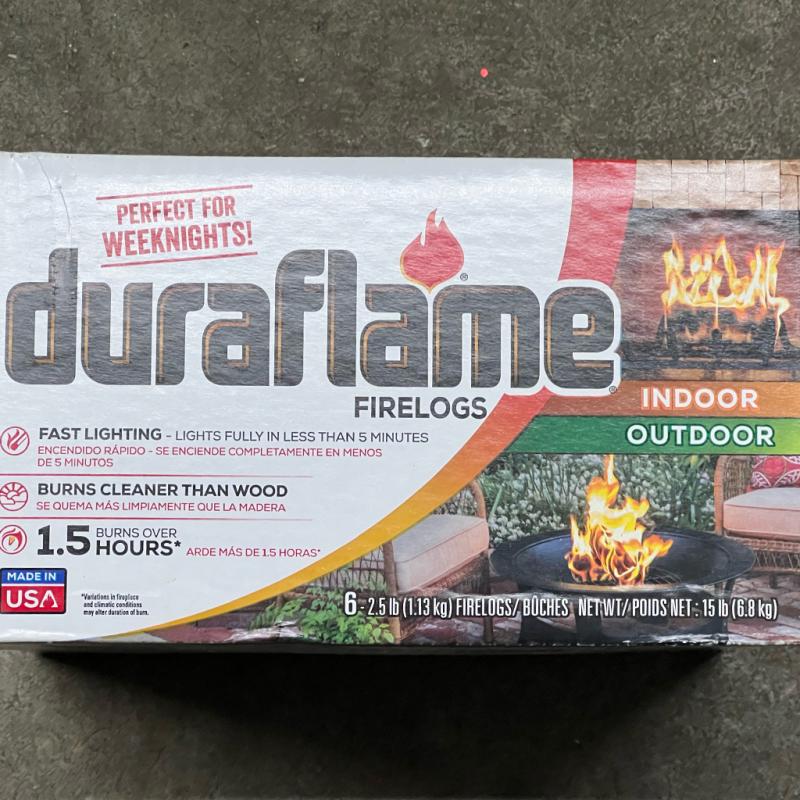 PERFECT FOR
WEEKNIGHTS!
duraflame®
FIRELOGS
INDOOR
OUTDOOR
FAST LIGHTING - LIGHTS FULLY IN LESS THAN 5 MINUTES
ENCENDIDO RÁPIDO - SE ENCIENDE COMPLETAMENTE EN MENOS
DE 5 MINUTOS
BURNS CLEANER THAN WOOD
SE QUEMA MÁS LIMPIAMENTE QUE LA MADERA
1.5 BURNS OVER
HOURS* ARDE MÁS DE 1.5 HORAS*
MADE IN
USA
*Variations in fireplace
and climatic conditions
may alter duration of burn.
6 - 2.5 lb (1.13 kg) FIRELOGS/ BÛCHES NET WT/ POIDS NET : 15 lb (6.8 kg)